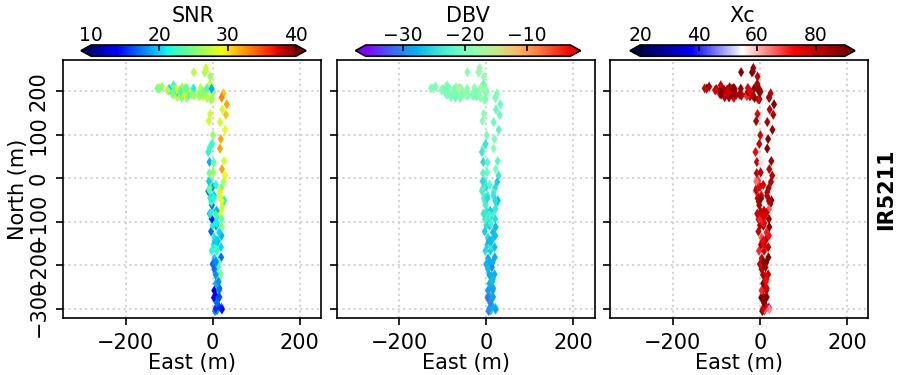 SNR
DBV
Xc
10 20 30 40
−30 −20 −10
20 40 60 80
North (m)
200
100
0
−100
−200
−300
−200 0 200
−200 0 200
−200 0 200
East (m)
East (m)
East (m)
IR5211